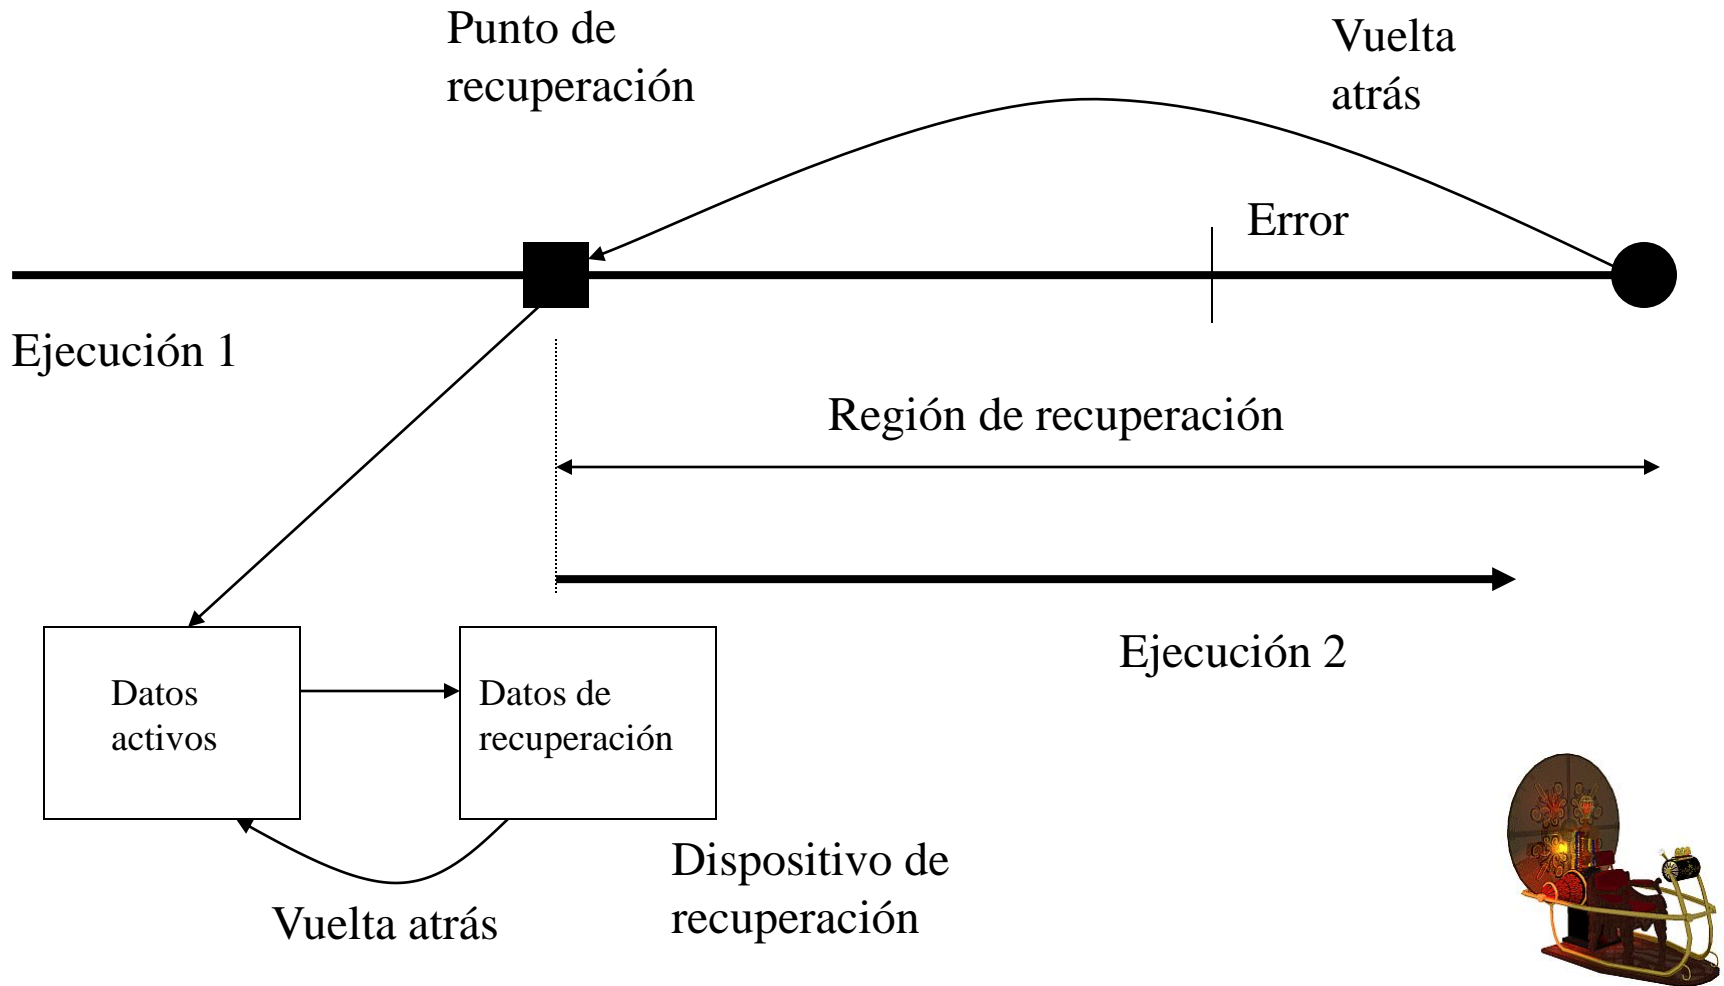 Punto de
recuperación
Vuelta
atrás
Error
Ejecución 1
Región de recuperación
Ejecución 2
Datos
activos
Datos de
recuperación
Dispositivo de
recuperación
Vuelta atrás